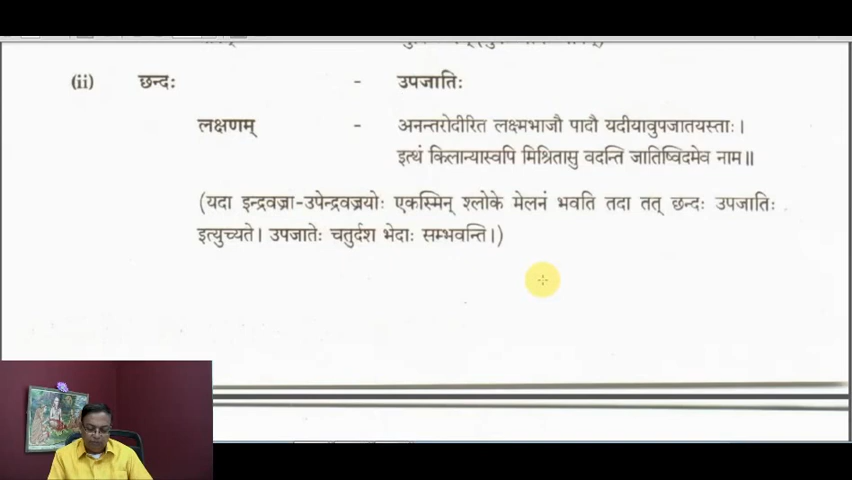 (ii) छन्दः - उपजातिः
लक्षणम् - अनन्तरोदीरित लक्ष्मभाजौ पादौ यदीयावुपजातयस्ताः।
इत्थं किलान्यास्वपि मिश्रितासु वदन्ति जातिष्विदमेव नाम॥
(यदा इन्द्रवज्रा-उपेन्द्रवज्रयोः एकस्मिन् श्लोके मेलनं भवति तदा तत् छन्दः उपजातिः
इत्युच्यते। उपजातेः चतुर्दश भेदाः सम्भवन्ति।)